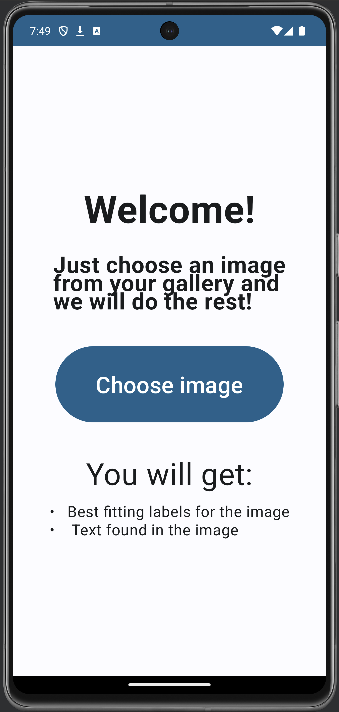 7:49
Welcome!
Just choose an image
from your gallery and
we will do the rest!
Choose image
You will get:
• Best fitting labels for the image
• Text found in the image